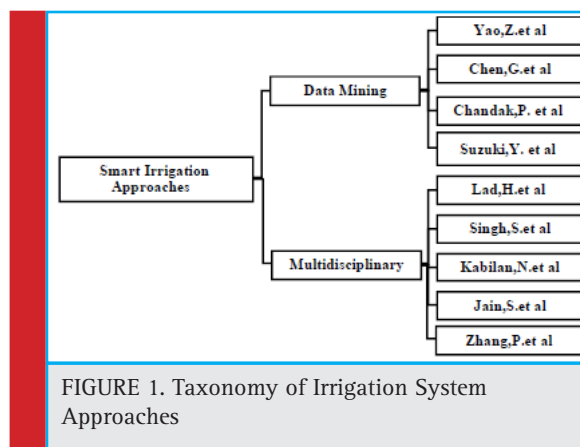 Yao,Z.et al
Chen,G.et al
Data Mining
Chandak,P. et al
Suzuki,Y. et al
Smart Irrigation
Approaches
Lad,H.et al
Singh,S.et al
Multidisciplinary
Kabilan,N.et al
Jain,S.et al
Zhang,P.et al
FIGURE 1. Taxonomy of Irrigation System
Approaches